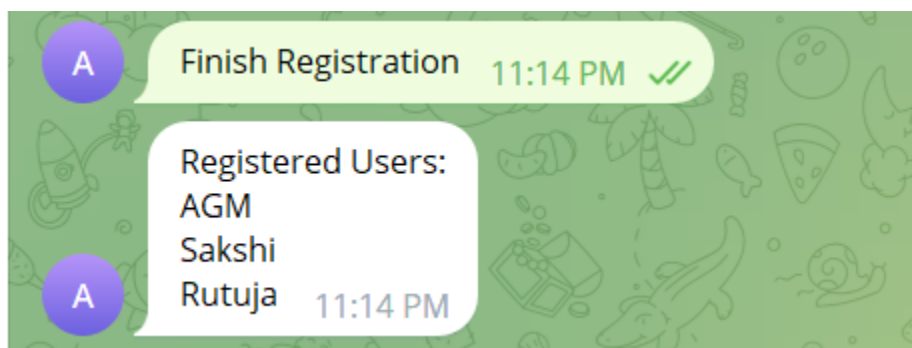 A
Finish Registration 11:14 PM
Registered Users:
AGM
Sakshi
Rutuja 11:14 PM
A